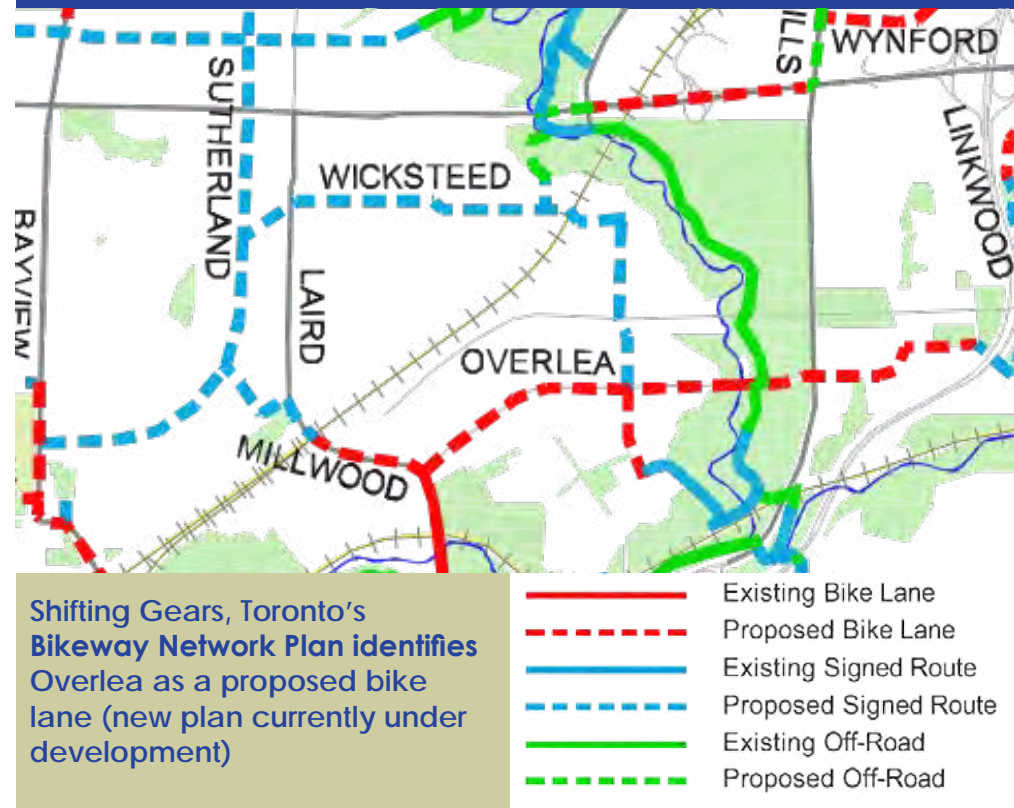 ILLS
WYNFORD
SUTHERLAND
LINKWOOD
WICKSTEED
BAYVIEW
LAIRD
OVERLEA
MILLWOOD
Shifting Gears, Toronto's
Bikeway Network Plan identifies
Overlea as a proposed bike
lane (new plan currently under
development)
Existing Bike Lane
Proposed Bike Lane
Existing Signed Route
Proposed Signed Route
Existing Off-Road
Proposed Off-Road